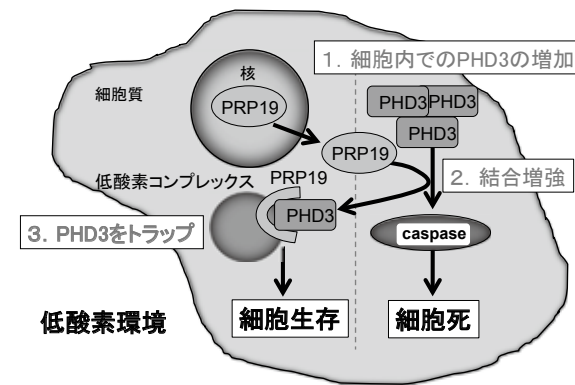 1. 細胞内でのPHD3の増加
核
細胞質
PRP19
PHD3
PHD3
PHD3
PRP19
低酸素コンプレックス
PRP19
2. 結合増強
PHD3
3. PHD3をトラップ
caspase
低酸素環境
細胞生存
細胞死